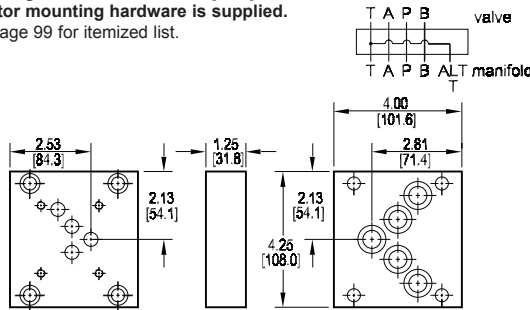 tor mounting hardware is supplied.
age 99 for itemized list.
T A P B valve
T A P B ALT manifold
T
4.00
[101.6]
2.53
[84.3]
1.25
[31.8]
2.81
[71.4]
2.13
[54.1]
2.13
[54.1]
4.25
[108.0]